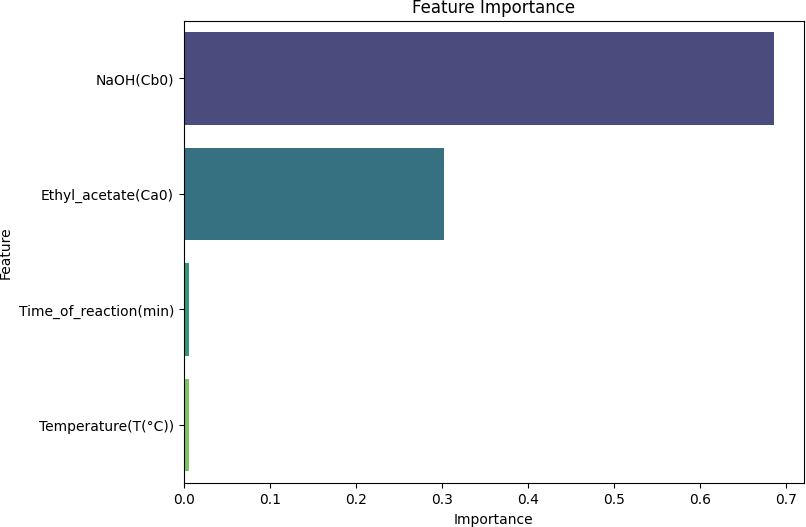 Feature Importance
Feature
NaOH(Cb0)
Ethyl_acetate(Ca0)
Time_of_reaction(min)
Temperature(T(°C))
0.0 0.1 0.2 0.3 0.4 0.5 0.6 0.7
Importance